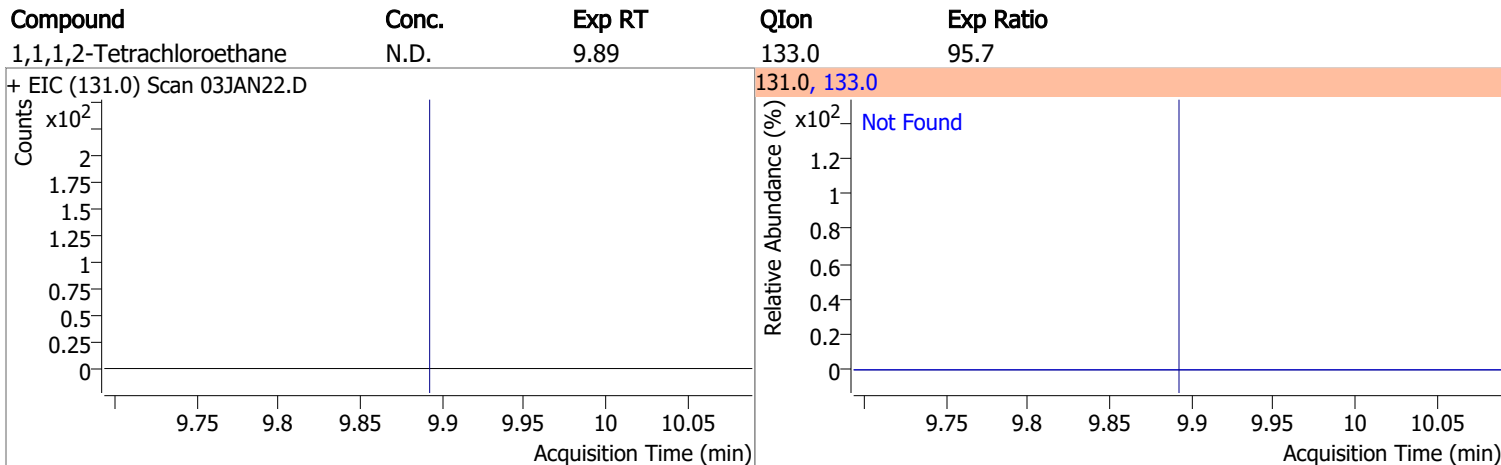 Compound Conc. Exp RT QIon Exp Ratio
1,1,1,2-Tetrachloroethane N.D. 9.89 133.0 95.7
+ EIC (131.0) Scan 03JAN22.D
Counts
x10²
2
1.75
1.5
1.25
1
0.75
0.5
0.25
0
9.75 9.8 9.85 9.9 9.95 10 10.05
Acquisition Time (min)
131.0, 133.0
Relative Abundance (%)
x10²
Not Found
1.2
1
0.8
0.6
0.4
0.2
0
9.75 9.8 9.85 9.9 9.95 10 10.05
Acquisition Time (min)